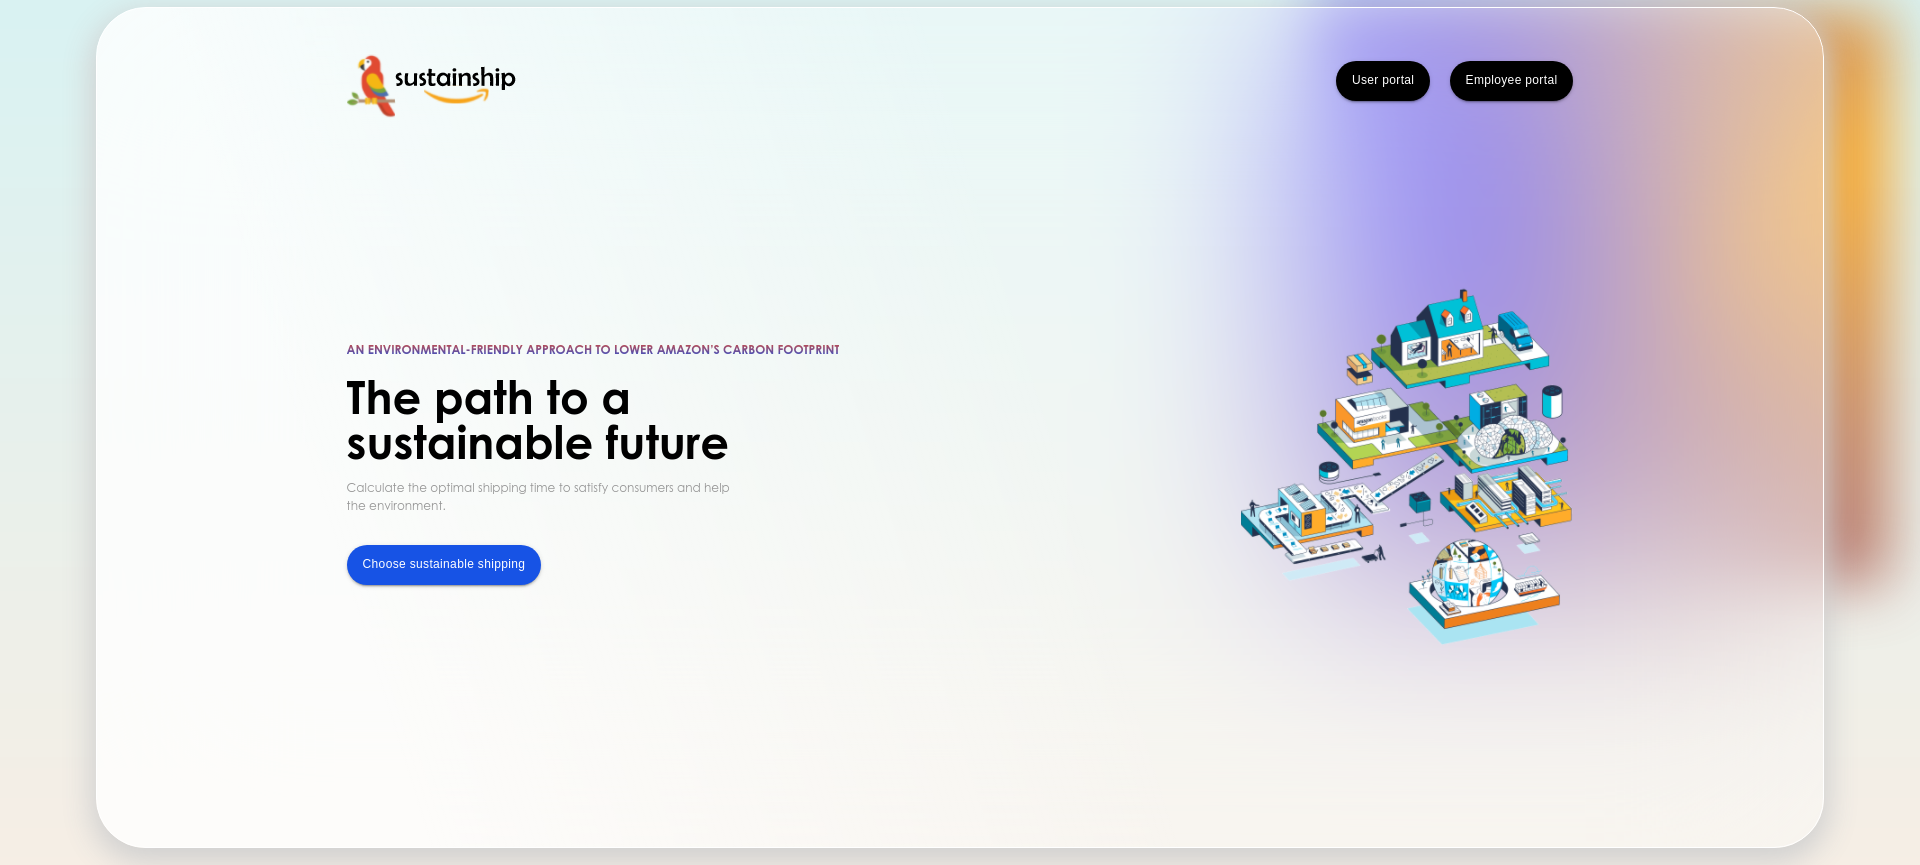 sustainship
User portal
Employee portal
AN ENVIRONMENTAL-FRIENDLY APPROACH TO LOWER AMAZON'S CARBON FOOTPRINT
The path to a
sustainable future
Calculate the optimal shipping time to satisfy consumers and help
the environment.
Choose sustainable shipping